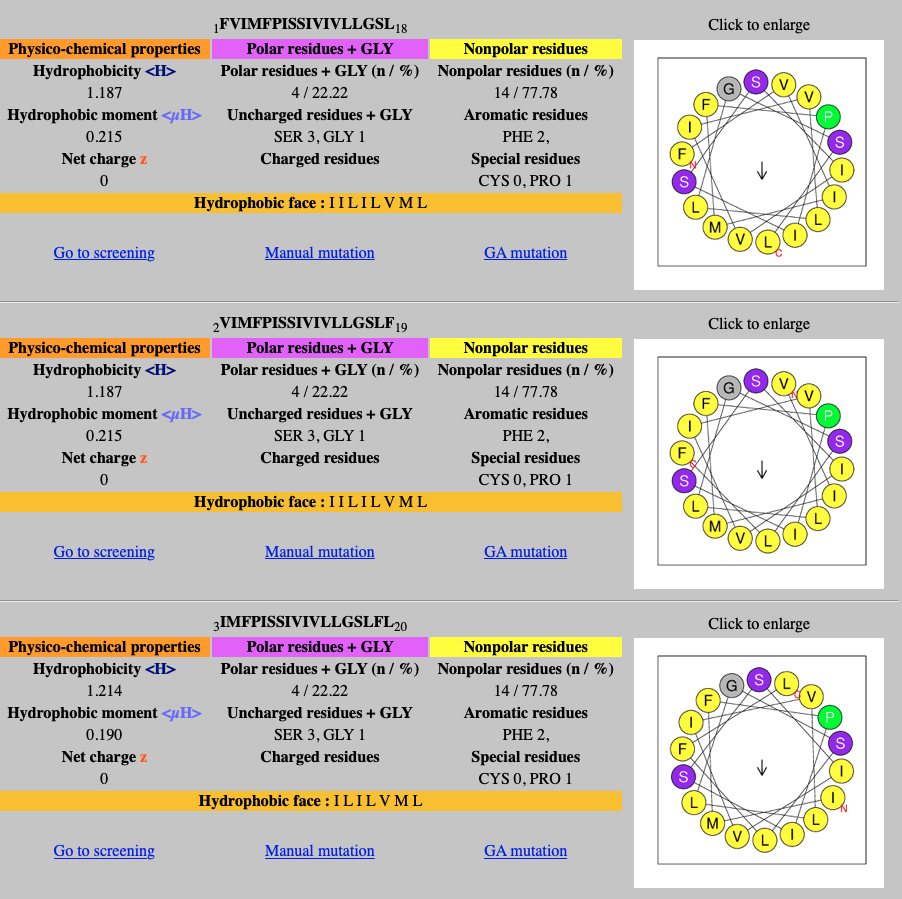 1FVIMFPISSIVIVLLGSL18
Click to enlarge
Physico-chemical properties Polar residues + GLY Nonpolar residues
Hydrophobicity <H> Polar residues + GLY (n / %) Nonpolar residues (n / %)
1.187 4 / 22.22 14 / 77.78
Hydrophobic moment <µH> Uncharged residues + GLY Aromatic residues
0.215 SER 3, GLY 1 PHE 2,
Net charge z Charged residues Special residues
0 CYS 0, PRO 1
Hydrophobic face : I I L I L V M L
Go to screening Manual mutation GA mutation
G S V V
F P
I S
F N I
S I
L L
M I
V L C
2VIMFPISSIVIVLLGSLF19
Click to enlarge
Physico-chemical properties Polar residues + GLY Nonpolar residues
Hydrophobicity <H> Polar residues + GLY (n / %) Nonpolar residues (n / %)
1.187 4 / 22.22 14 / 77.78
Hydrophobic moment <µH> Uncharged residues + GLY Aromatic residues
0.215 SER 3, GLY 1 PHE 2,
Net charge z Charged residues Special residues
0 CYS 0, PRO 1
Hydrophobic face : I I L I L V M L
Go to screening Manual mutation GA mutation
G S V N V
F P
I S
F C I
S I
L L
M I
V L
3IMFPISSIVIVLLGSLFL20
Click to enlarge
Physico-chemical properties Polar residues + GLY Nonpolar residues
Hydrophobicity <H> Polar residues + GLY (n / %) Nonpolar residues (n / %)
1.214 4 / 22.22 14 / 77.78
Hydrophobic moment <µH> Uncharged residues + GLY Aromatic residues
0.190 SER 3, GLY 1 PHE 2,
Net charge z Charged residues Special residues
0 CYS 0, PRO 1
Hydrophobic face : I L I L V M L
Go to screening Manual mutation GA mutation
G S L C V
F P
I S
F I
S I N
L L
M I
V L